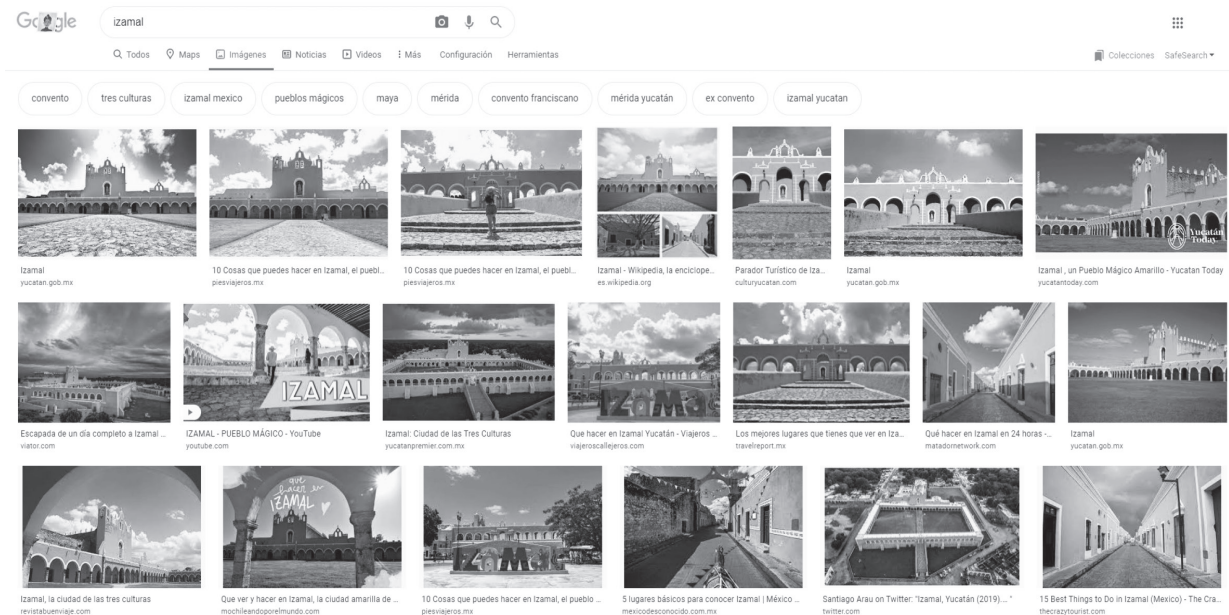 Google
izamal
Todos Maps Imágenes Noticias Videos Más Configuración Herramientas
Colecciones SafeSearch
convento tres culturas izamal mexico pueblos mágicos maya mérida convento franciscano mérida yucatán ex convento izamal yucatan
Yucatán
Today
Izamal
yucatan.gob.mx
10 Cosas que puedes hacer en Izamal, el puebl...
piesviajeros.mx
10 Cosas que puedes hacer en Izamal, el puebl...
piesviajeros.mx
Izamal - Wikipedia, la enciclope...
es.wikipedia.org
Parador Turístico de Iza...
culturyucatan.com
Izamal
yucatan.gob.mx
Izamal , un Pueblo Mágico Amarillo - Yucatan Today
yucatantoday.com
Escapada de un día completo a Izamal ...
viator.com
IZAMAL
IZAMAL - PUEBLO MÁGICO - YouTube
youtube.com
Izamal: Ciudad de las Tres Culturas
yucatanpremier.com.mx
Que hacer en Izamal Yucatán - Viajeros ...
viajeroscallejeros.com
Los mejores lugares que tienes que ver en Iza...
travelreport.mx
Qué hacer en Izamal en 24 horas -...
matadornetwork.com
Izamal
yucatan.gob.mx
Izamal, la ciudad de las tres culturas
revistabuenviaje.com
que
hacer en
IZAMAL
Que ver y hacer en Izamal, la ciudad amarilla de ...
mochileandoporelmundo.com
10 Cosas que puedes hacer en Izamal, el pueblo ...
piesviajeros.mx
5 lugares básicos para conocer Izamal | México ...
mexicodesconocido.com.mx
Santiago Arau on Twitter: "Izamal, Yucatán (2019).... "
twitter.com
15 Best Things to Do in Izamal (Mexico) - The Cra...
thecrazytourist.com